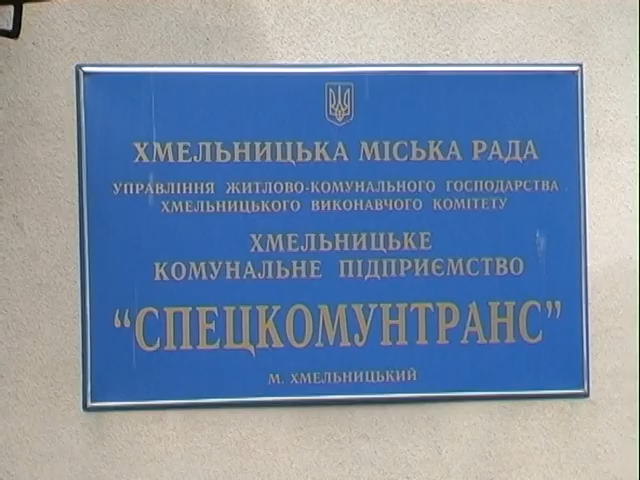 ХМЕЛЬНИЦЬКА МІСЬКА РАДА
УПРАВЛІННЯ ЖИТЛОВО-КОМУНАЛЬНОГО ГОСПОДАРСТВА
ХМЕЛЬНИЦЬКОГО ВИКОНАВЧОГО КОМІТЕТУ
ХМЕЛЬНИЦЬКЕ
КОМУНАЛЬНЕ ПІДПРИЄМСТВО
“СПЕЦКОМУНТРАНС”
М. ХМЕЛЬНИЦЬКИЙ